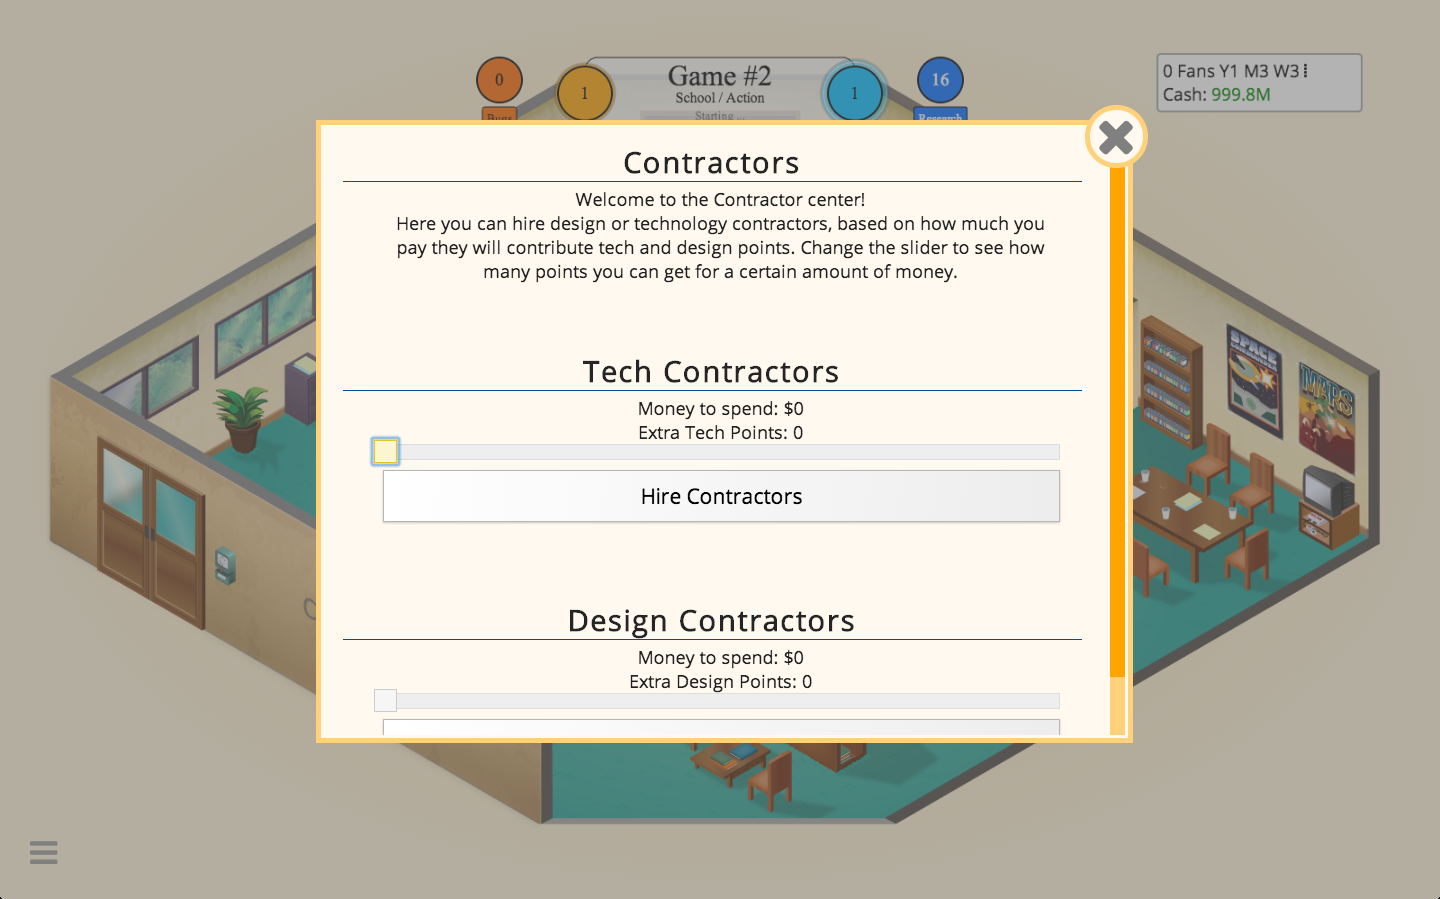 0
1
Game #2
School / Action
Starting
1
16
Bugs
Research
0 Fans Y1 M3 W3
Cash: 999.8M
Contractors
Welcome to the Contractor center!
Here you can hire design or technology contractors, based on how much you
pay they will contribute tech and design points. Change the slider to see how
many points you can get for a certain amount of money.
SPACE
MARS
Tech Contractors
Money to spend: $0
Extra Tech Points: 0
Hire Contractors
Design Contractors
Money to spend: $0
Extra Design Points: 0